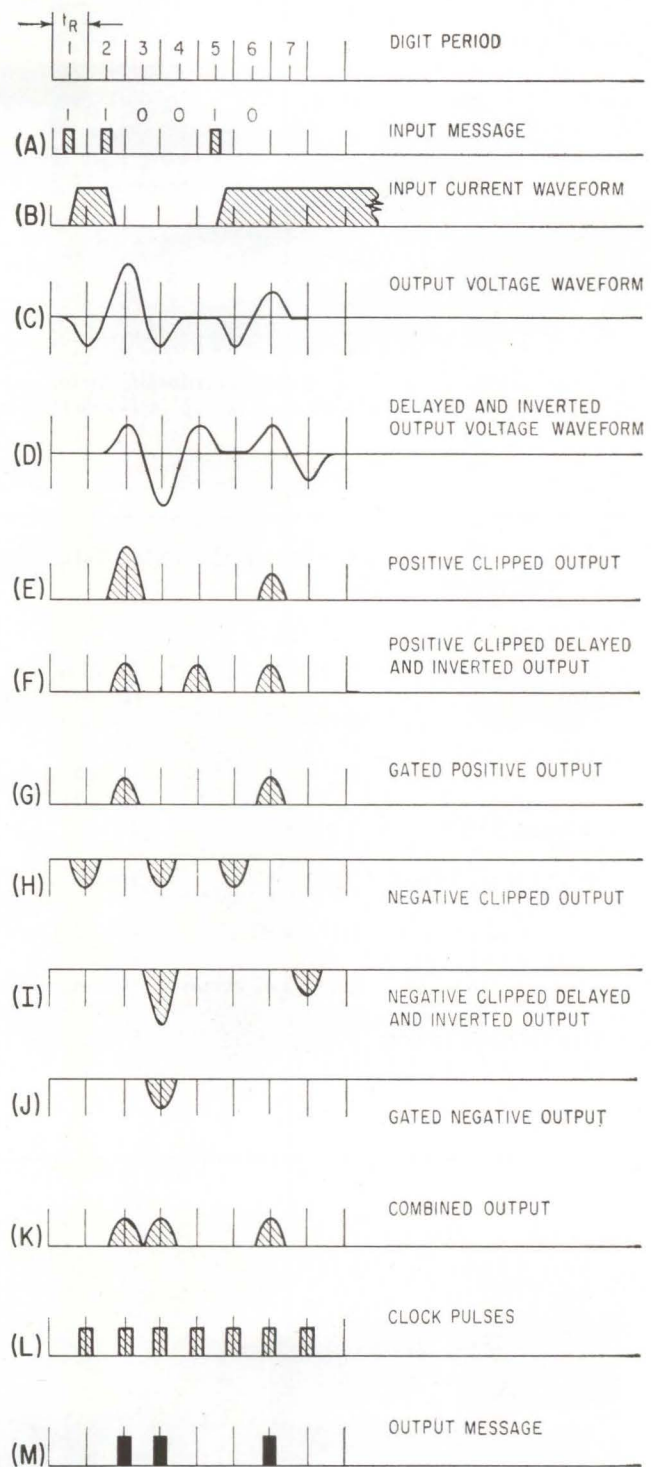 tR
1 2 3 4 5 6 7 DIGIT PERIOD
1 1 0 0 1 0
(A) INPUT MESSAGE
(B) INPUT CURRENT WAVEFORM
(C) OUTPUT VOLTAGE WAVEFORM
(D) DELAYED AND INVERTED
OUTPUT VOLTAGE WAVEFORM
(E) POSITIVE CLIPPED OUTPUT
(F) POSITIVE CLIPPED DELAYED
AND INVERTED OUTPUT
(G) GATED POSITIVE OUTPUT
(H) NEGATIVE CLIPPED OUTPUT
(I) NEGATIVE CLIPPED DELAYED
AND INVERTED OUTPUT
(J) GATED NEGATIVE OUTPUT
(K) COMBINED OUTPUT
(L) CLOCK PULSES
(M) OUTPUT MESSAGE